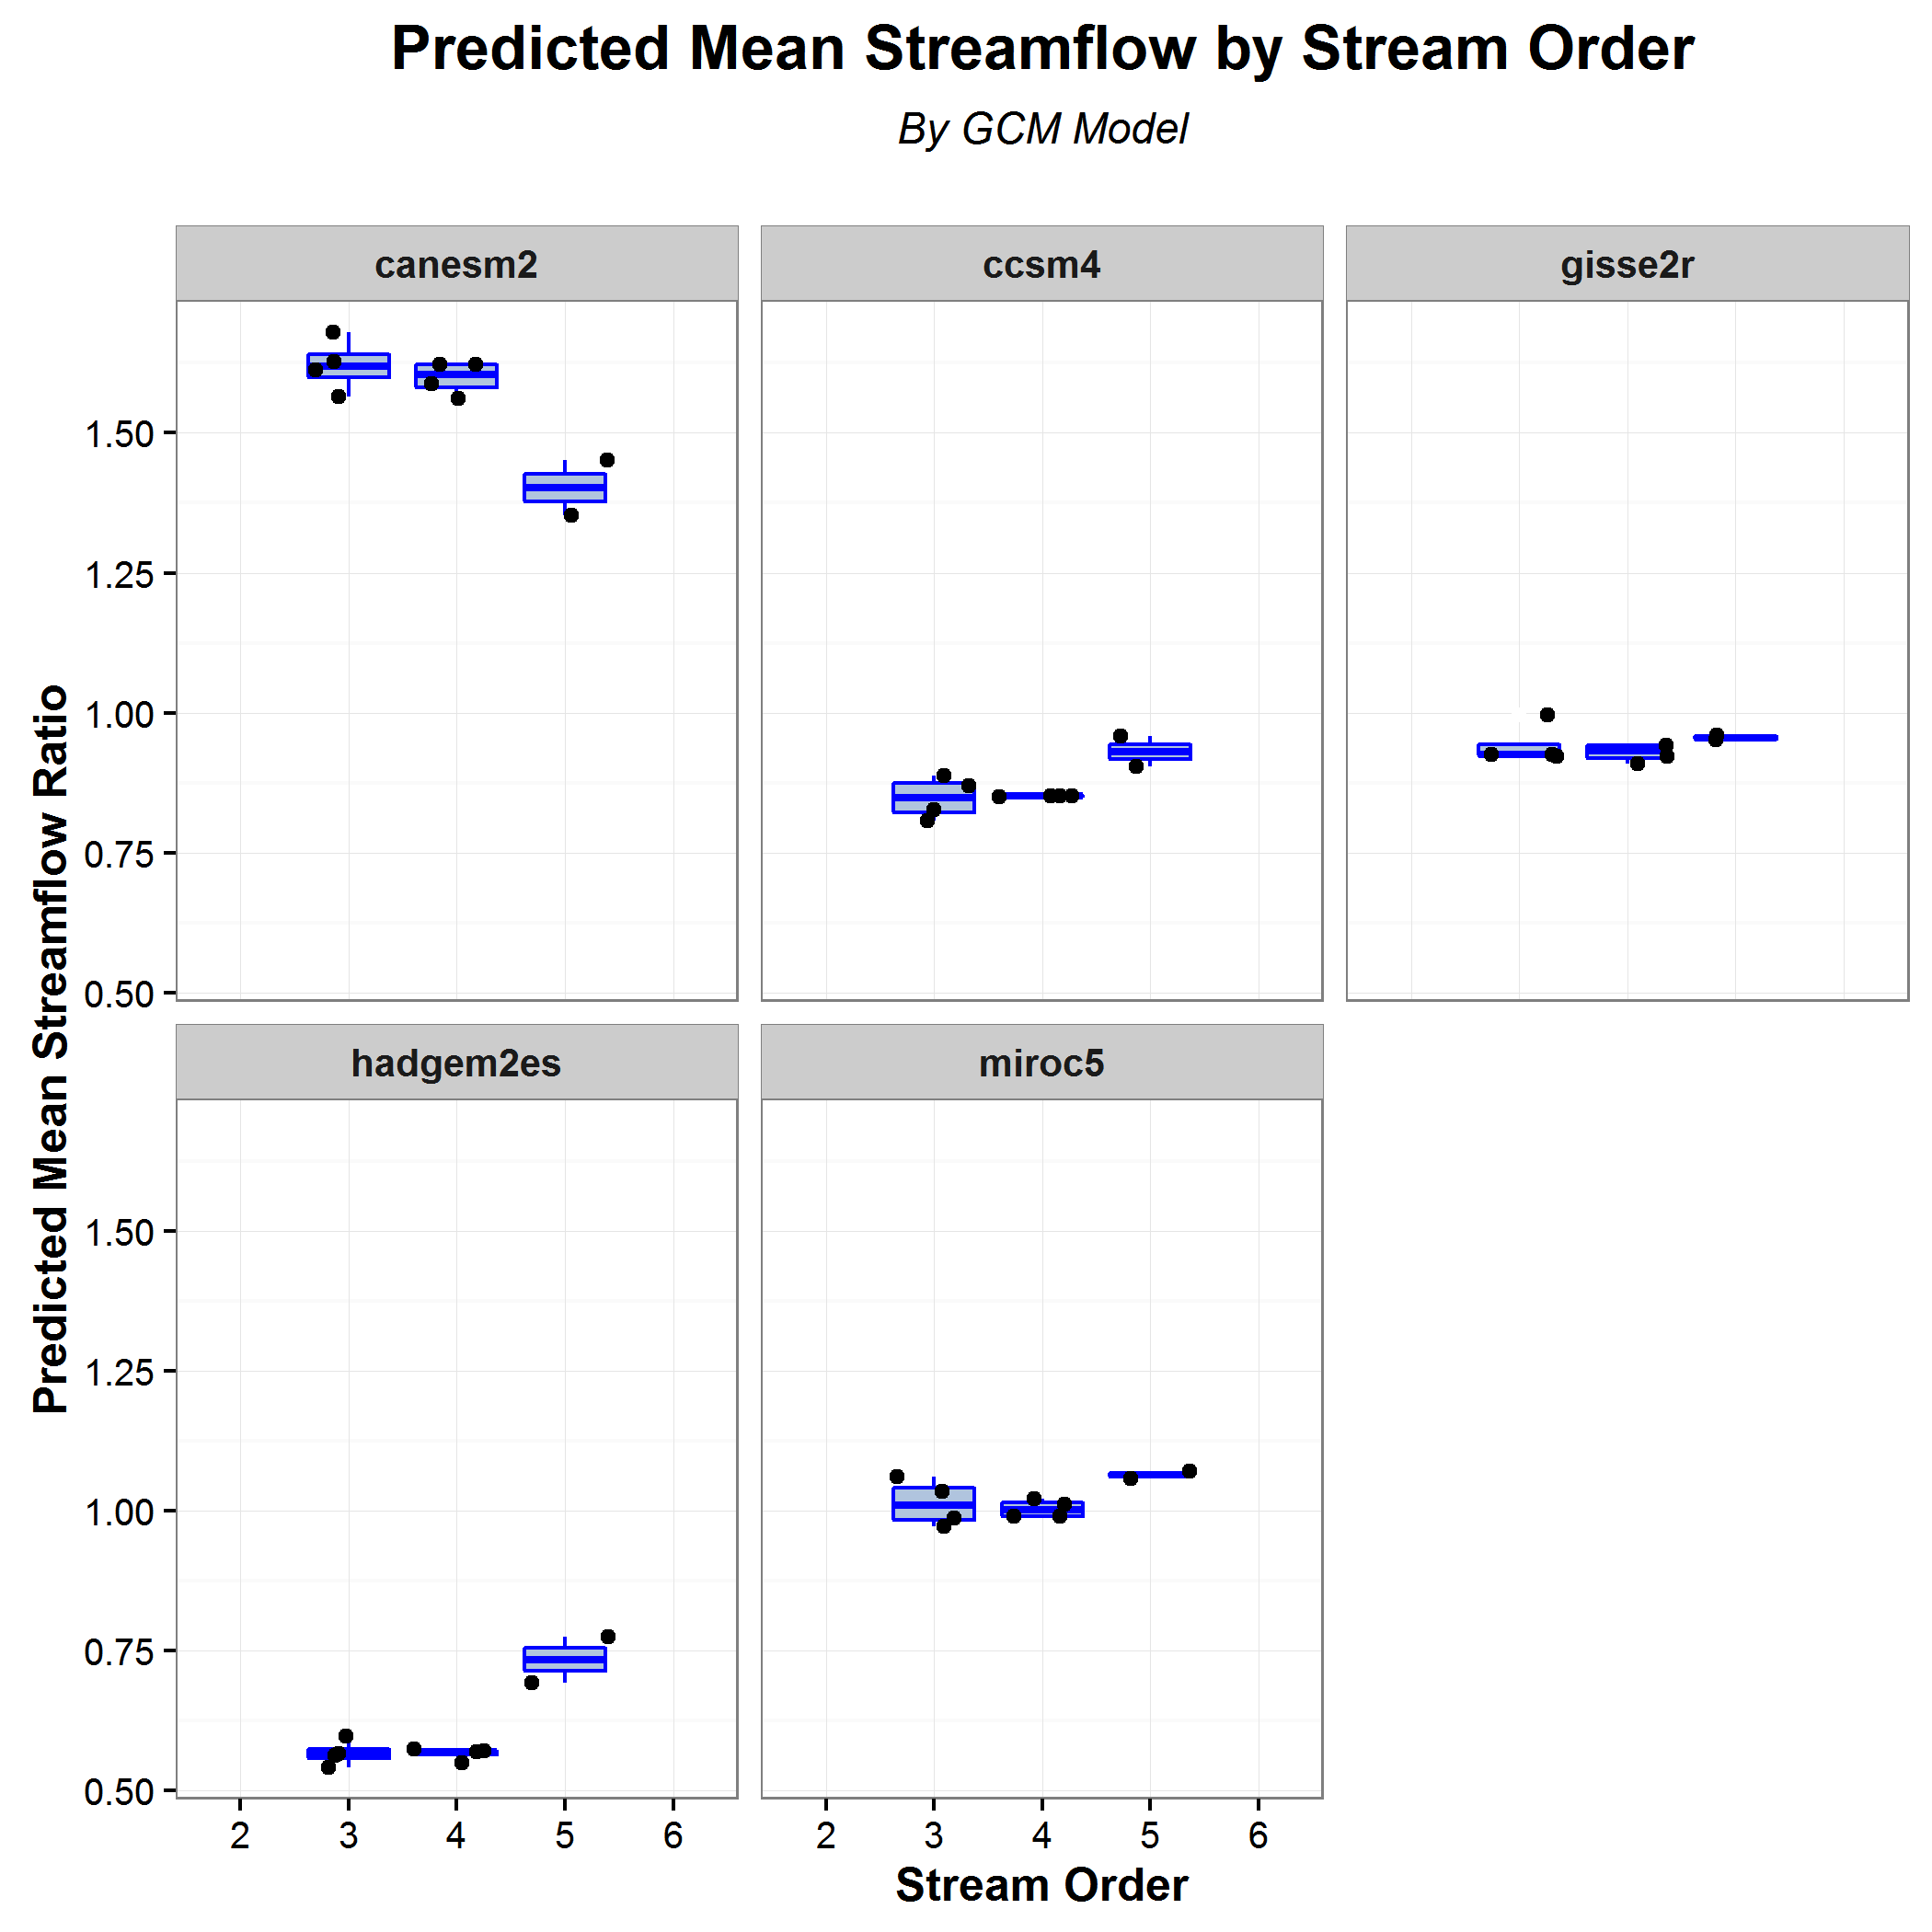 Predicted Mean Streamflow by Stream Order
By GCM Model
canesm2
ccsm4
gisse2r
1.50
1.25
1.00
0.75
0.50
Predicted Mean Streamflow Ratio
hadgem2es
miroc5
1.50
1.25
1.00
0.75
0.50
2 3 4 5 6
2 3 4 5 6
Stream Order